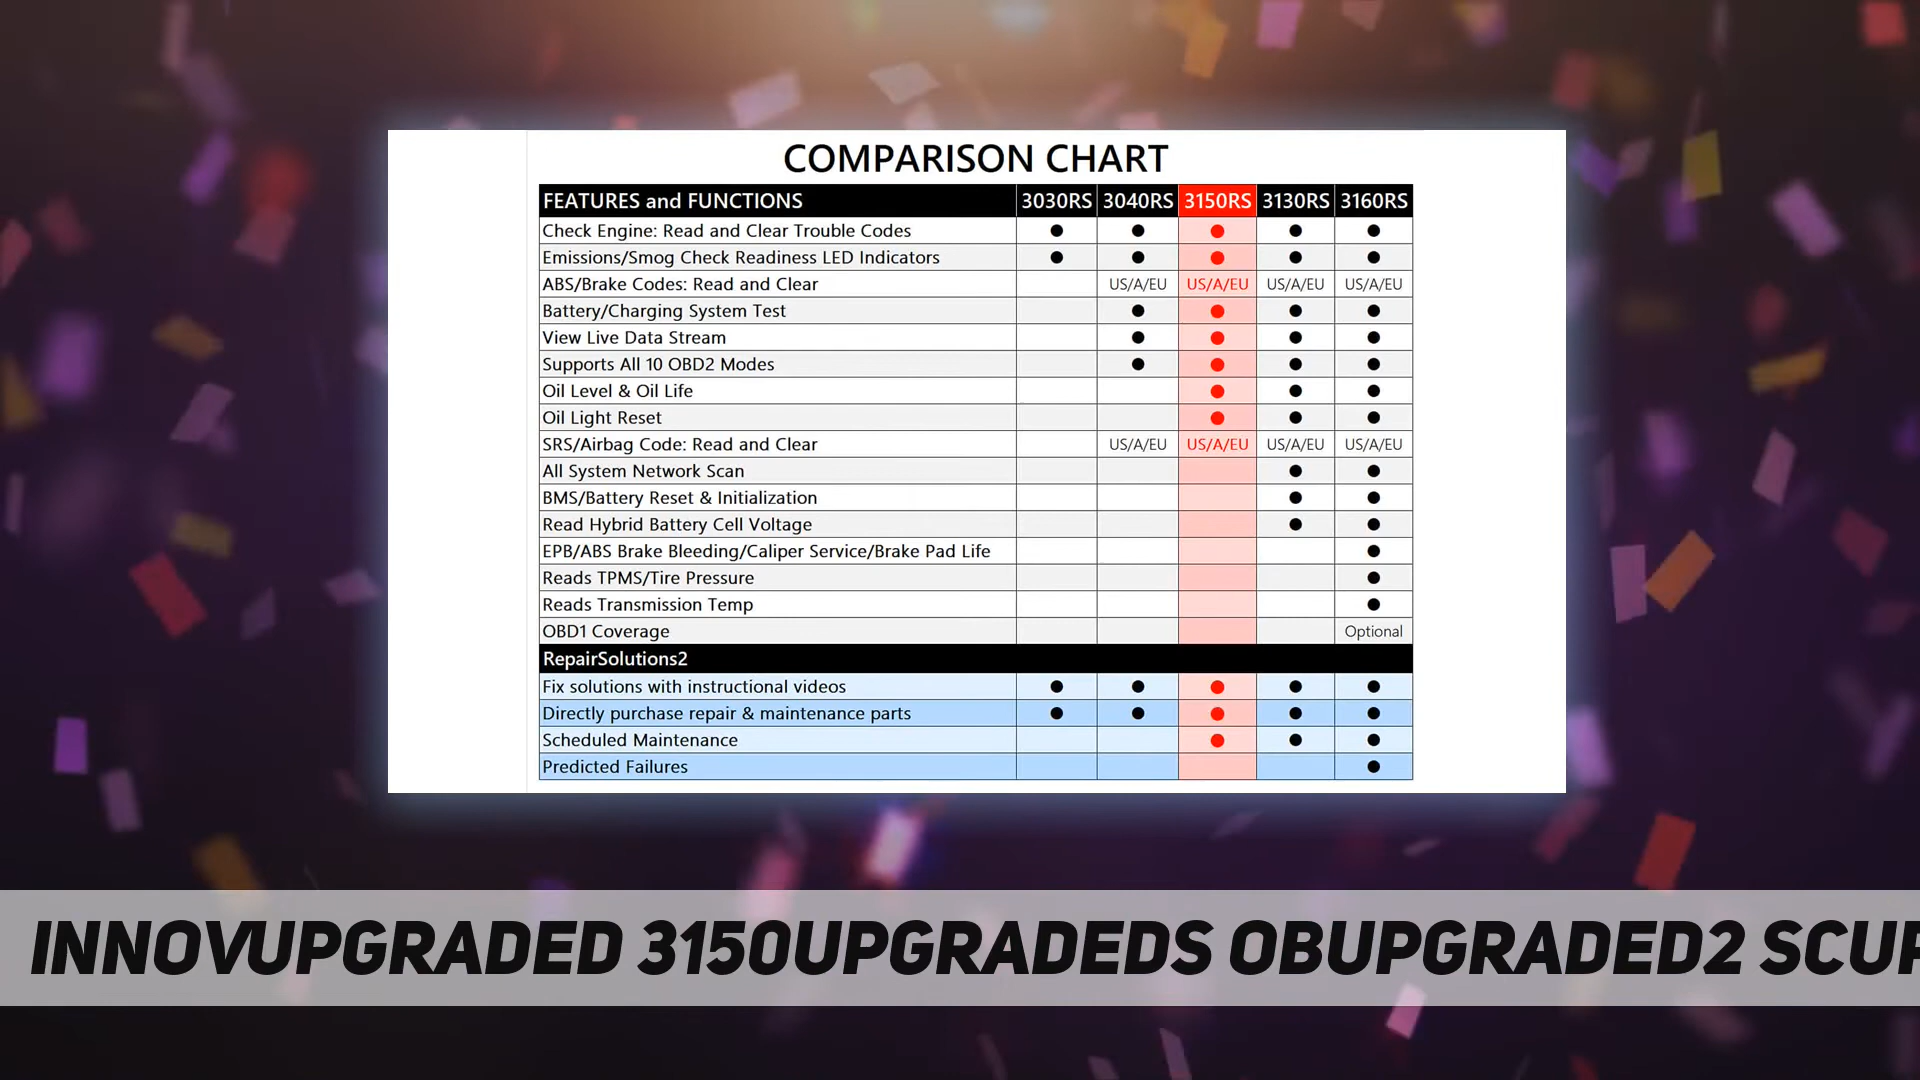 COMPARISON CHART
FEATURES and FUNCTIONS 3030RS 3040RS 3150RS 3130RS 3160RS
Check Engine: Read and Clear Trouble Codes ● ● ● ● ●
Emissions/Smog Check Readiness LED Indicators ● ● ● ● ●
ABS/Brake Codes: Read and Clear US/A/EU US/A/EU US/A/EU US/A/EU
Battery/Charging System Test ● ● ● ●
View Live Data Stream ● ● ● ●
Supports All 10 OBD2 Modes ● ● ● ●
Oil Level & Oil Life ● ● ●
Oil Light Reset ● ● ●
SRS/Airbag Code: Read and Clear US/A/EU US/A/EU US/A/EU US/A/EU
All System Network Scan ● ●
BMS/Battery Reset & Initialization ● ●
Read Hybrid Battery Cell Voltage ● ●
EPB/ABS Brake Bleeding/Caliper Service/Brake Pad Life ●
Reads TPMS/Tire Pressure ●
Reads Transmission Temp ●
OBD1 Coverage Optional
RepairSolutions2
Fix solutions with instructional videos ● ● ● ● ●
Directly purchase repair & maintenance parts ● ● ● ● ●
Scheduled Maintenance ● ● ●
Predicted Failures ●
INNOVUPGRADED 3150UPGRADEDS OBUPGRADED2 SCUP